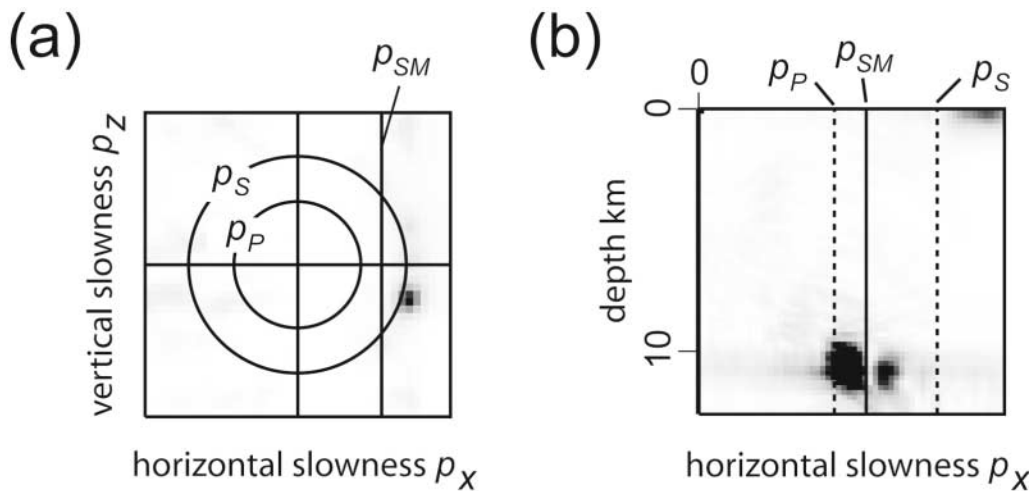 (a)
p_SM
p_S
p_P
vertical slowness p_z
horizontal slowness p_x
(b)
0
p_P
p_SM
p_S
0
10
depth km
horizontal slowness p_x